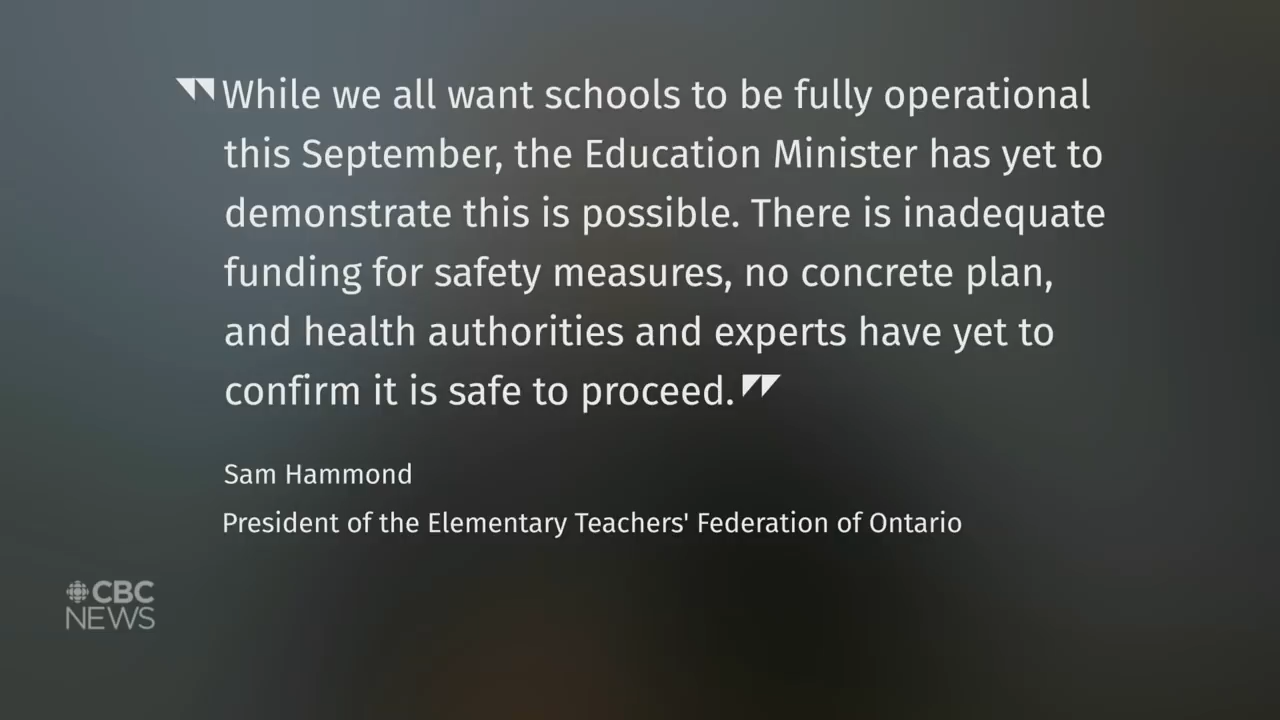 While we all want schools to be fully operational
this September, the Education Minister has yet to
demonstrate this is possible. There is inadequate
funding for safety measures, no concrete plan,
and health authorities and experts have yet to
confirm it is safe to proceed.
Sam Hammond
President of the Elementary Teachers' Federation of Ontario
CBC
NEWS